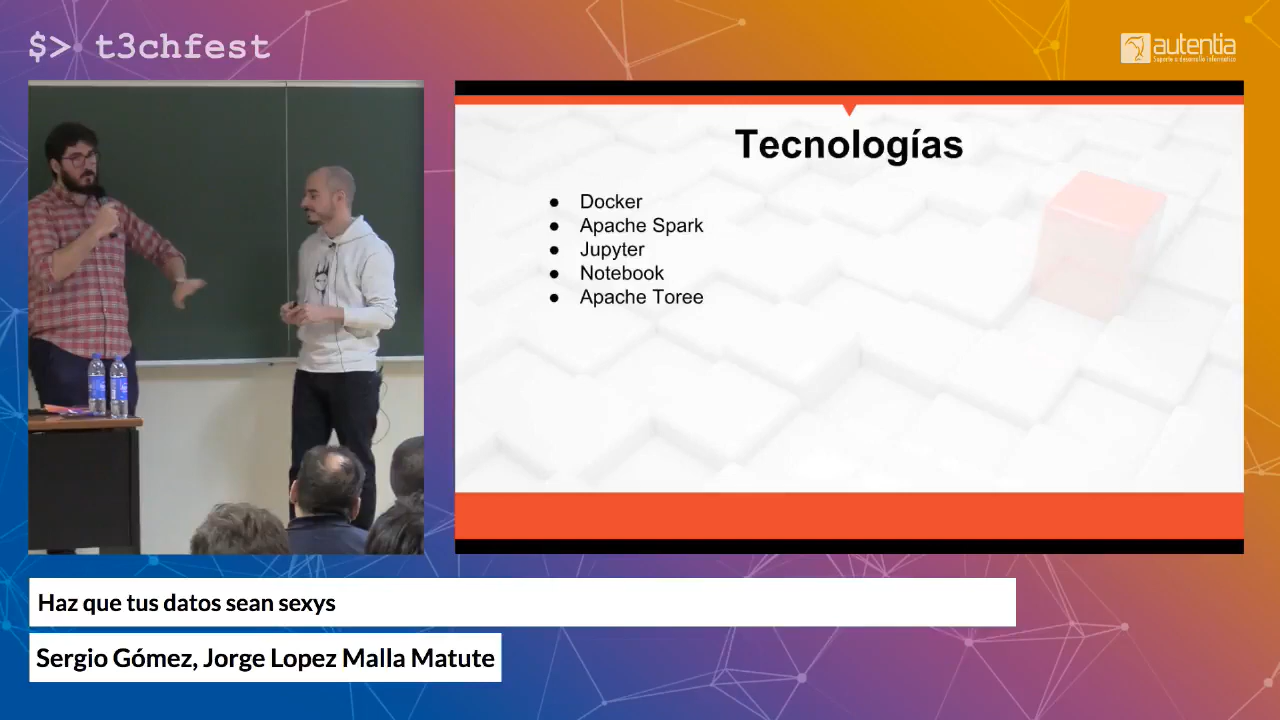 $> t3chfest
autentia
Soporte a desarrollo informático
Tecnologías
● Docker
● Apache Spark
● Jupyter
● Notebook
● Apache Toree
Haz que tus datos sean sexys
Sergio Gómez, Jorge Lopez Malla Matute